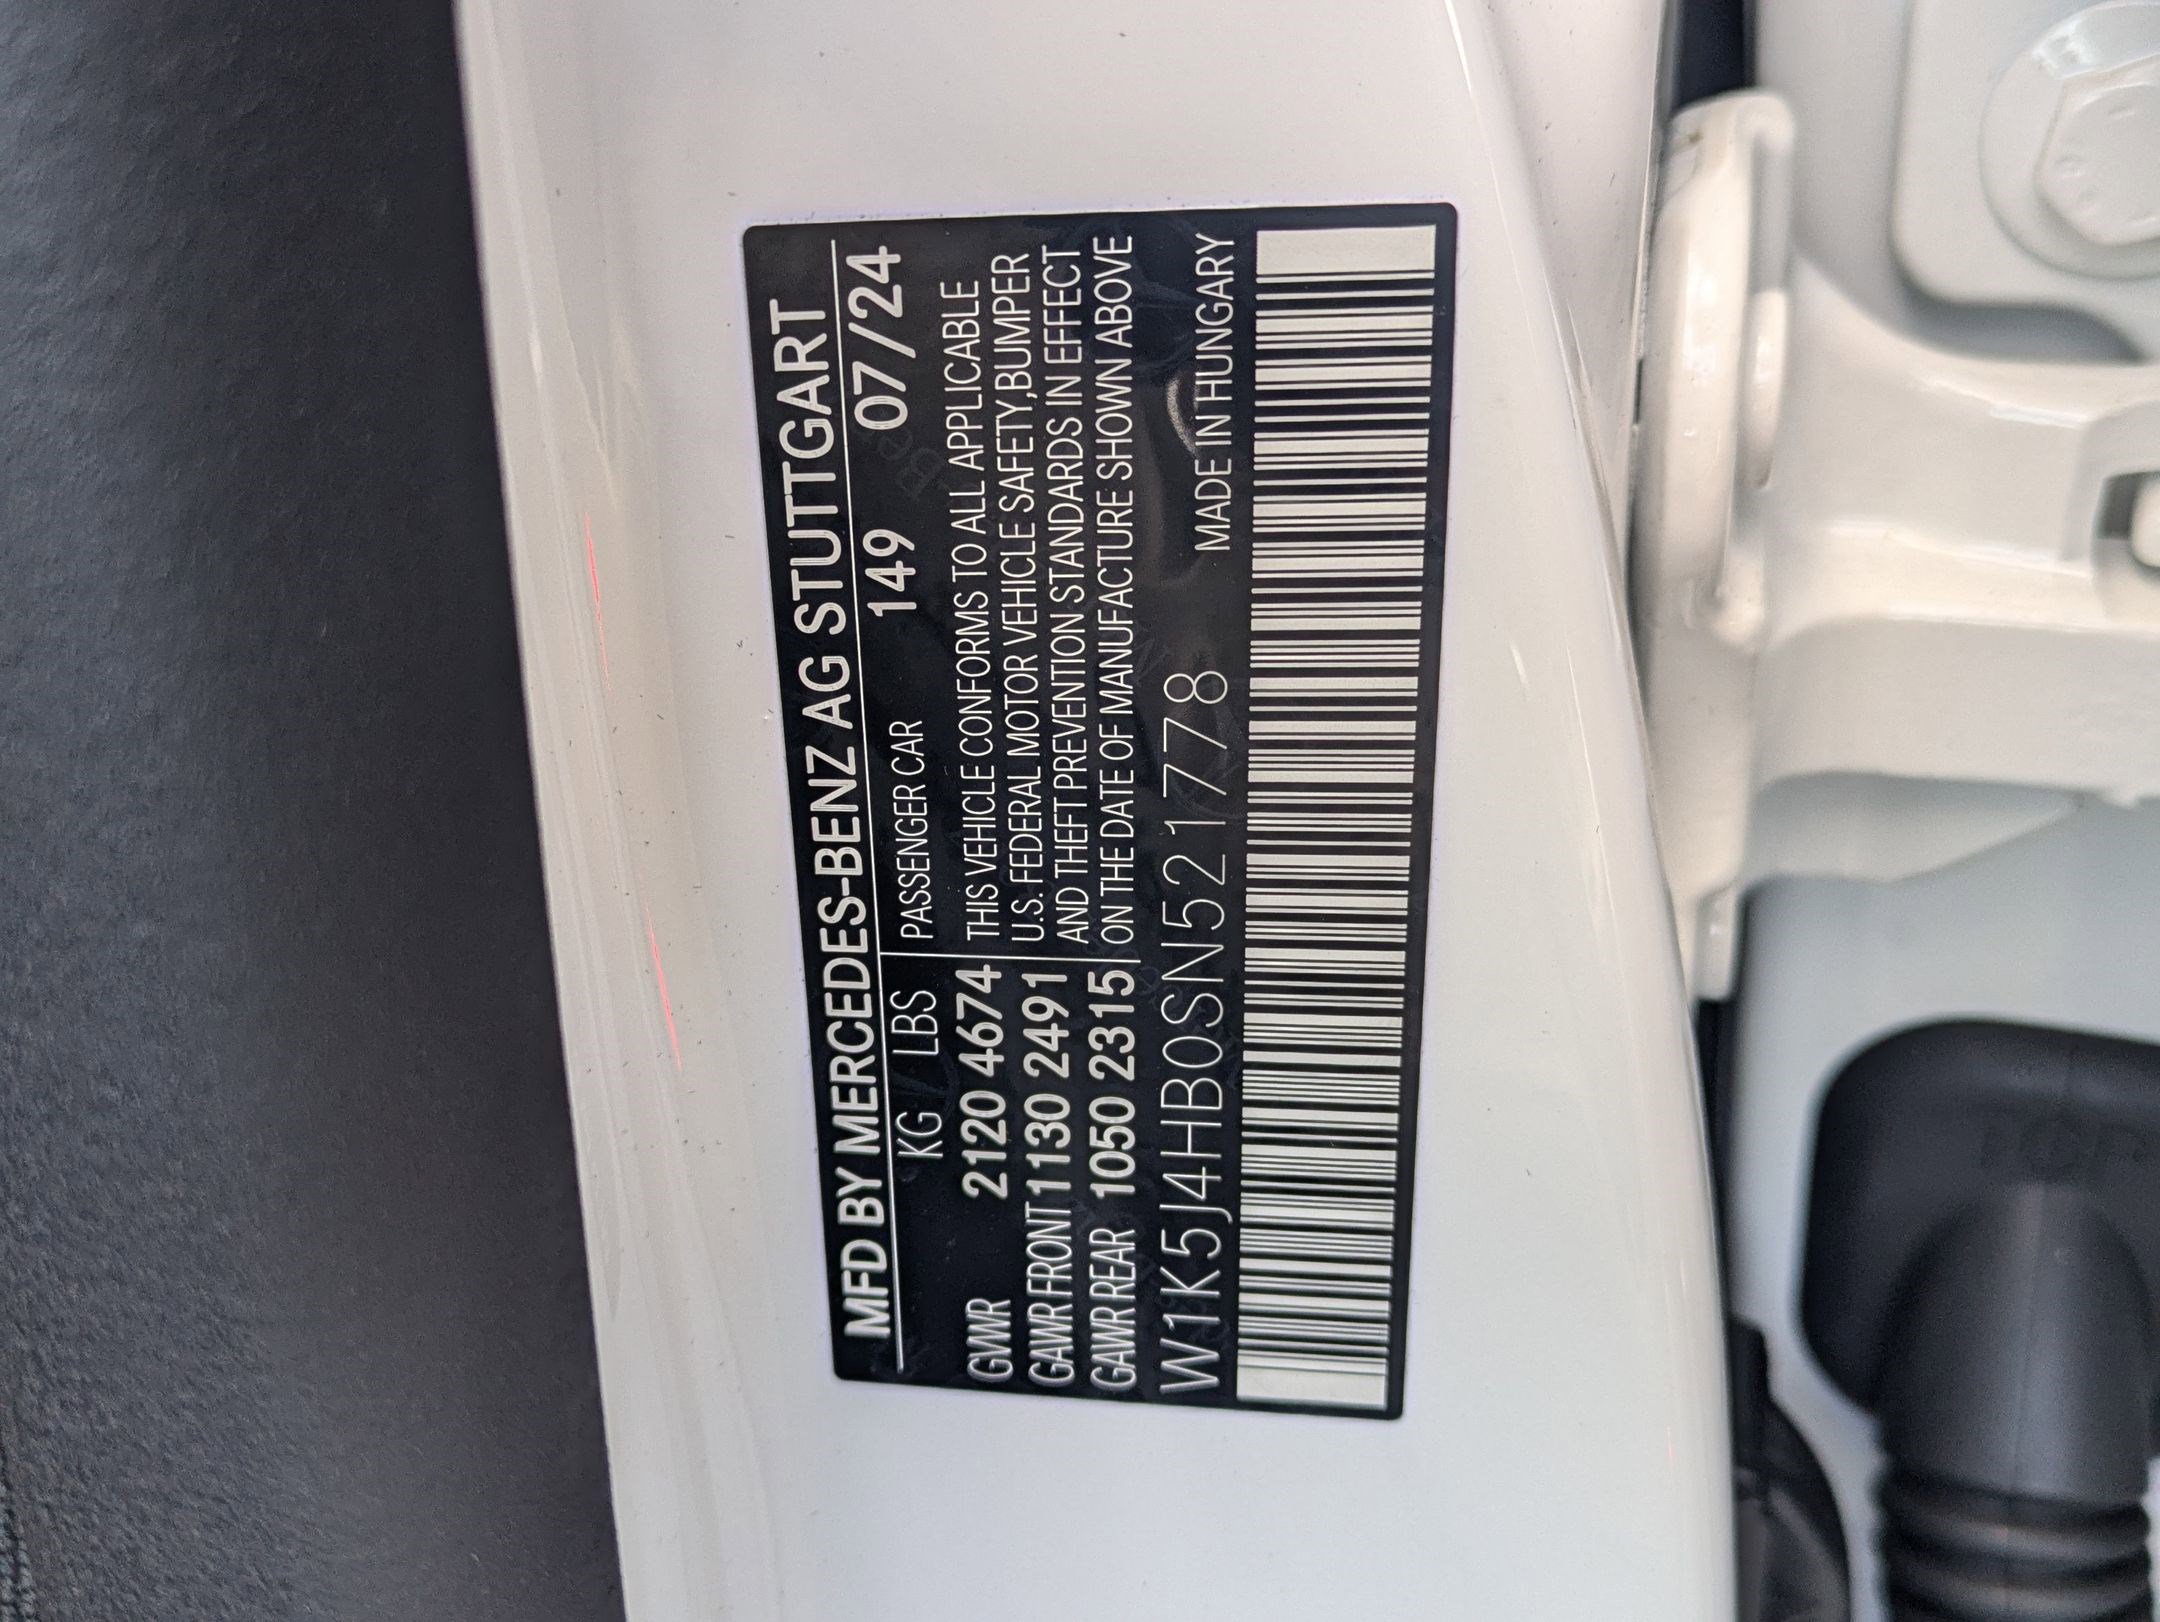 MFD BY MERCEDES-BENZ AG STUTTGART
KG LBS PASSENGER CAR 149 07/24
GVWR 2120 4674 THIS VEHICLE CONFORMS TO ALL APPLICABLE
U.S. FEDERAL MOTOR VEHICLE SAFETY,BUMPER
GAWR FRONT 1130 2491 AND THEFT PREVENTION STANDARDS IN EFFECT
GAWR REAR 1050 2315 ON THE DATE OF MANUFACTURE SHOWN ABOVE
W1K5J4HB0SN521778 MADE IN HUNGARY